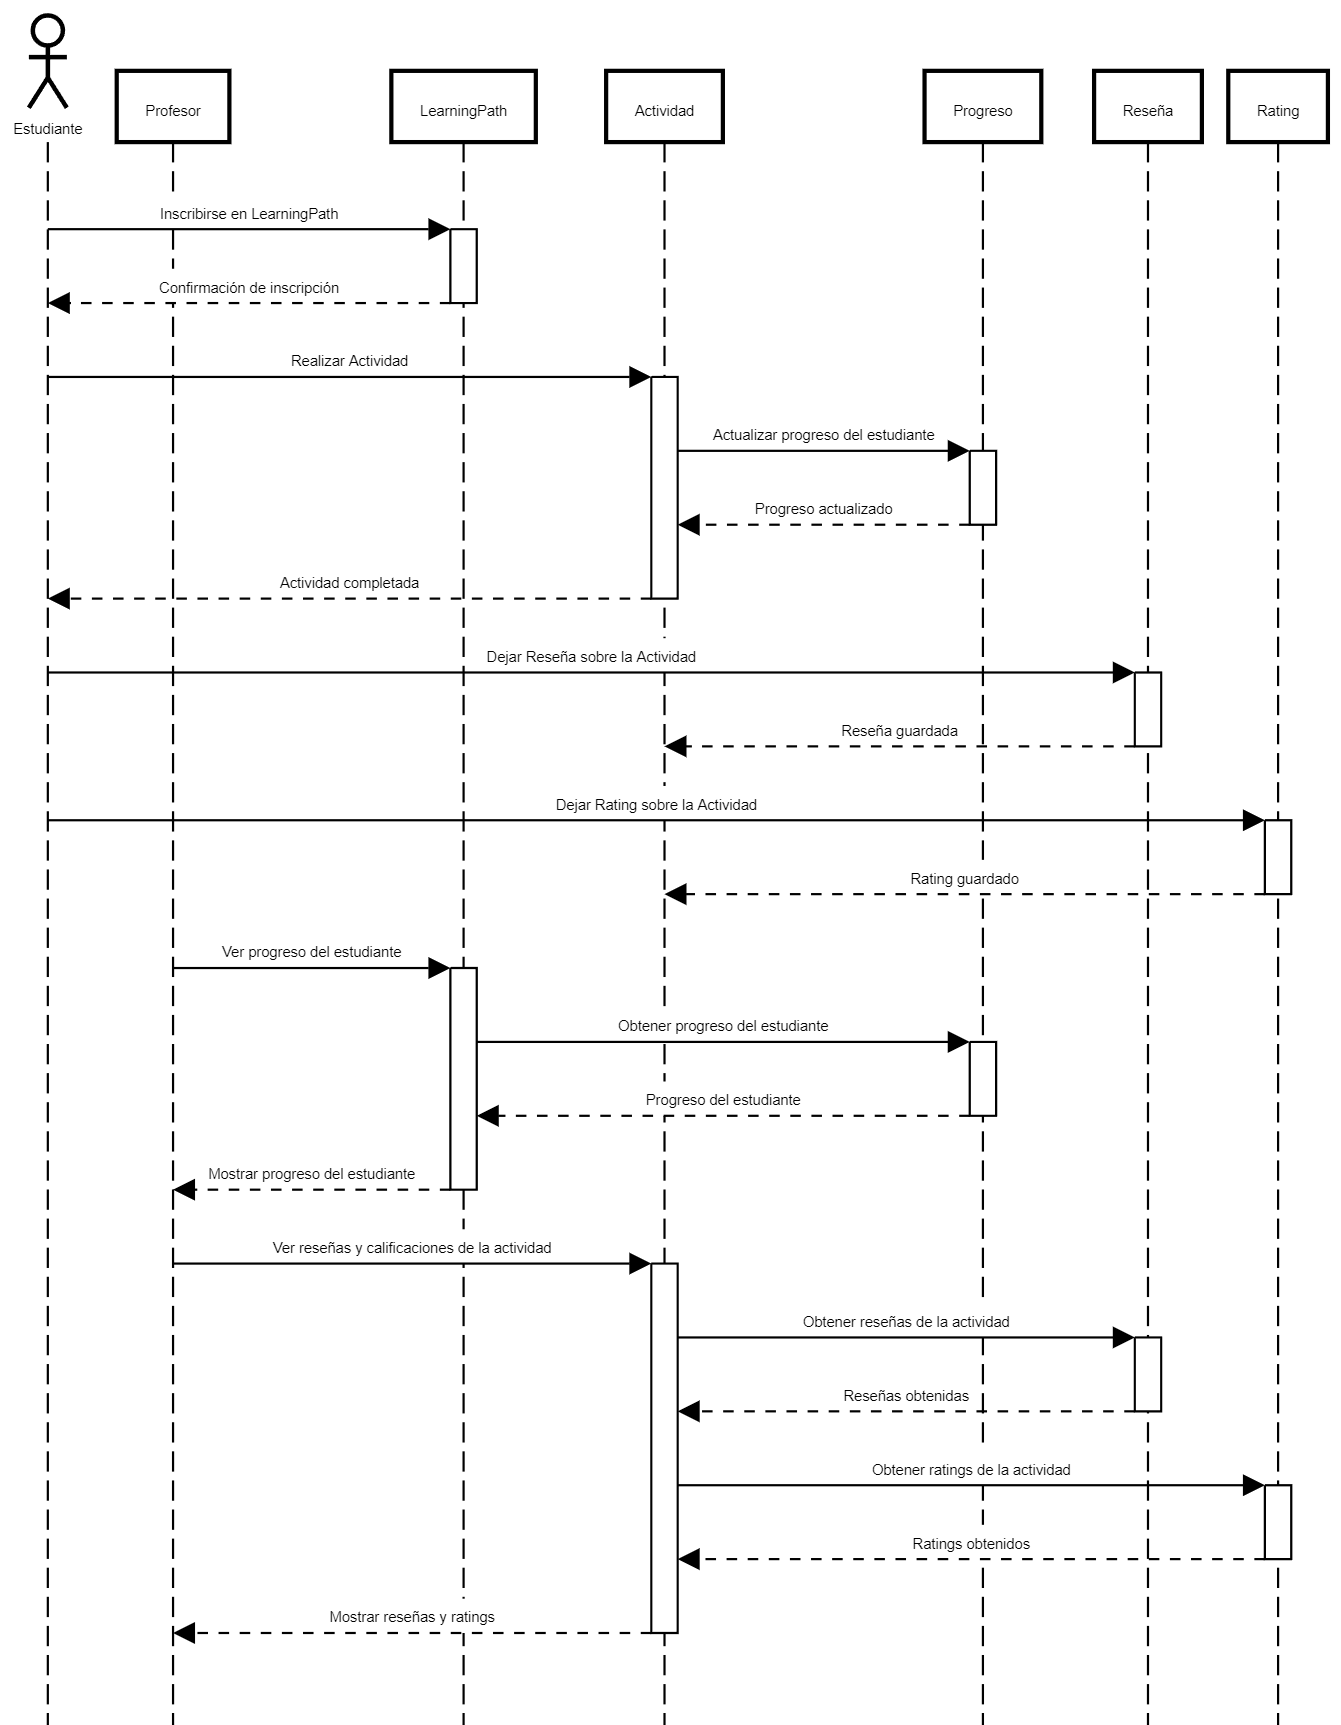 Estudiante
Profesor
LearningPath
Actividad
Progreso
Reseña
Rating
Inscribirse en LearningPath
Confirmación de inscripción
Realizar Actividad
Actualizar progreso del estudiante
Progreso actualizado
Actividad completada
Dejar Reseña sobre la Actividad
Reseña guardada
Dejar Rating sobre la Actividad
Rating guardado
Ver progreso del estudiante
Obtener progreso del estudiante
Progreso del estudiante
Mostrar progreso del estudiante
Ver reseñas y calificaciones de la actividad
Obtener reseñas de la actividad
Reseñas obtenidas
Obtener ratings de la actividad
Ratings obtenidos
Mostrar reseñas y ratings